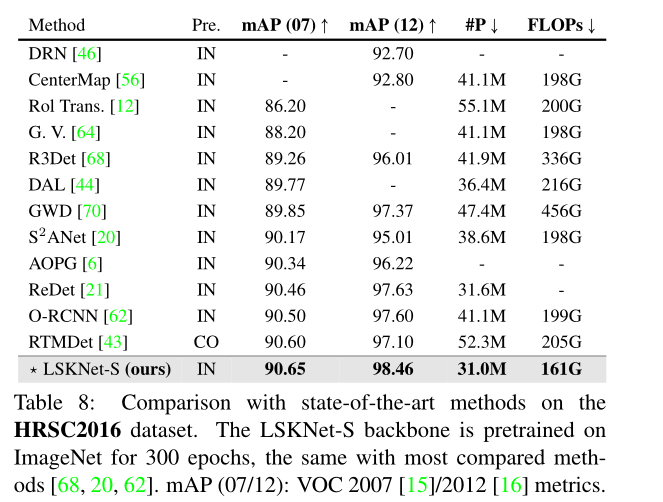 Method Pre. mAP (07) ↑ mAP (12) ↑ #P ↓ FLOPs ↓
DRN [46] IN - 92.70 - -
CenterMap [56] IN - 92.80 41.1M 198G
RoI Trans. [12] IN 86.20 - 55.1M 200G
G. V. [64] IN 88.20 - 41.1M 198G
R3Det [68] IN 89.26 96.01 41.9M 336G
DAL [44] IN 89.77 - 36.4M 216G
GWD [70] IN 89.85 97.37 47.4M 456G
S²ANet [20] IN 90.17 95.01 38.6M 198G
AOPG [6] IN 90.34 96.22 - -
ReDet [21] IN 90.46 97.63 31.6M -
O-RCNN [62] IN 90.50 97.60 41.1M 199G
RTMDet [43] CO 90.60 97.10 52.3M 205G
⋆ LSKNet-S (ours) IN 90.65 98.46 31.0M 161G
Table 8: Comparison with state-of-the-art methods on the
HRSC2016 dataset. The LSKNet-S backbone is pretrained on
ImageNet for 300 epochs, the same with most compared meth-
ods [68, 20, 62]. mAP (07/12): VOC 2007 [15]/2012 [16] metrics.